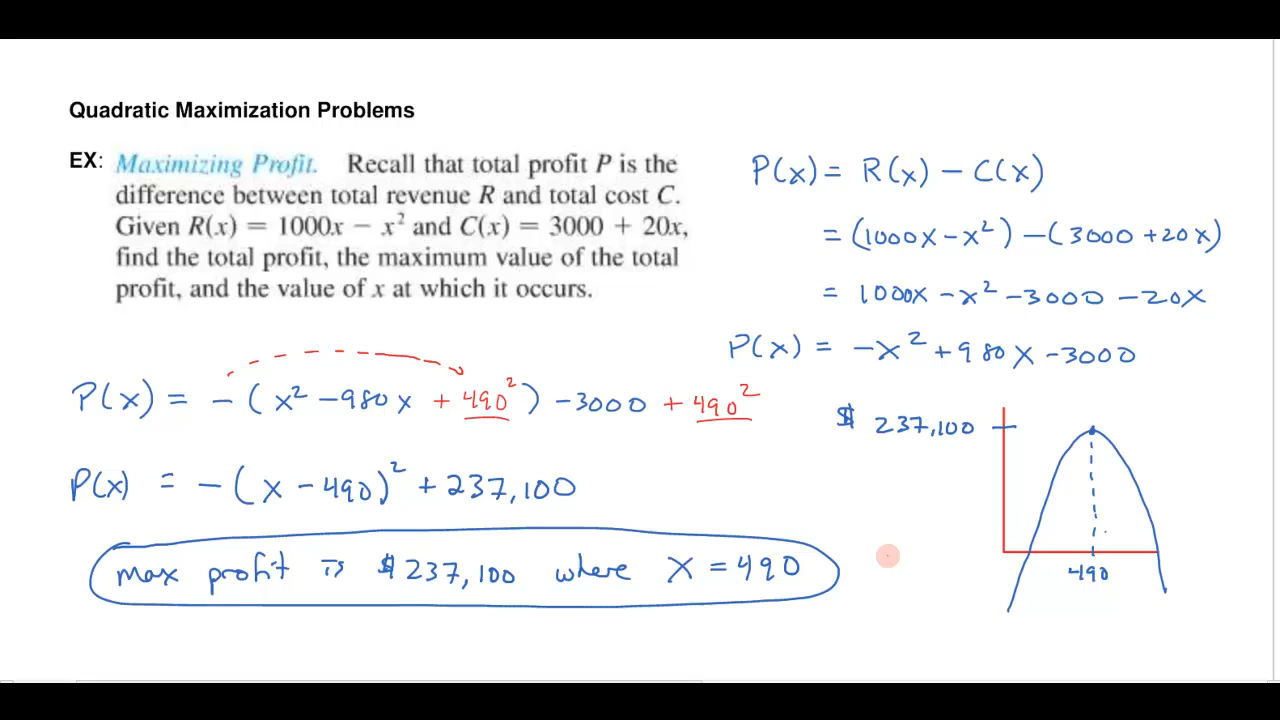 Quadratic Maximization Problems
EX: Maximizing Profit. Recall that total profit P is the
difference between total revenue R and total cost C.
Given R(x) = 1000x − x² and C(x) = 3000 + 20x,
find the total profit, the maximum value of the total
profit, and the value of x at which it occurs.
P(x) = R(x) − C(x)
= (1000x − x²) − (3000 + 20x)
= 1000x − x² − 3000 − 20x
P(x) = −x² + 980x − 3000
P(x) = −(x² − 980x + 490²) − 3000 + 490²
P(x) = −(x − 490)² + 237,100
max profit is $237,100 where x = 490
$ 237,100
490